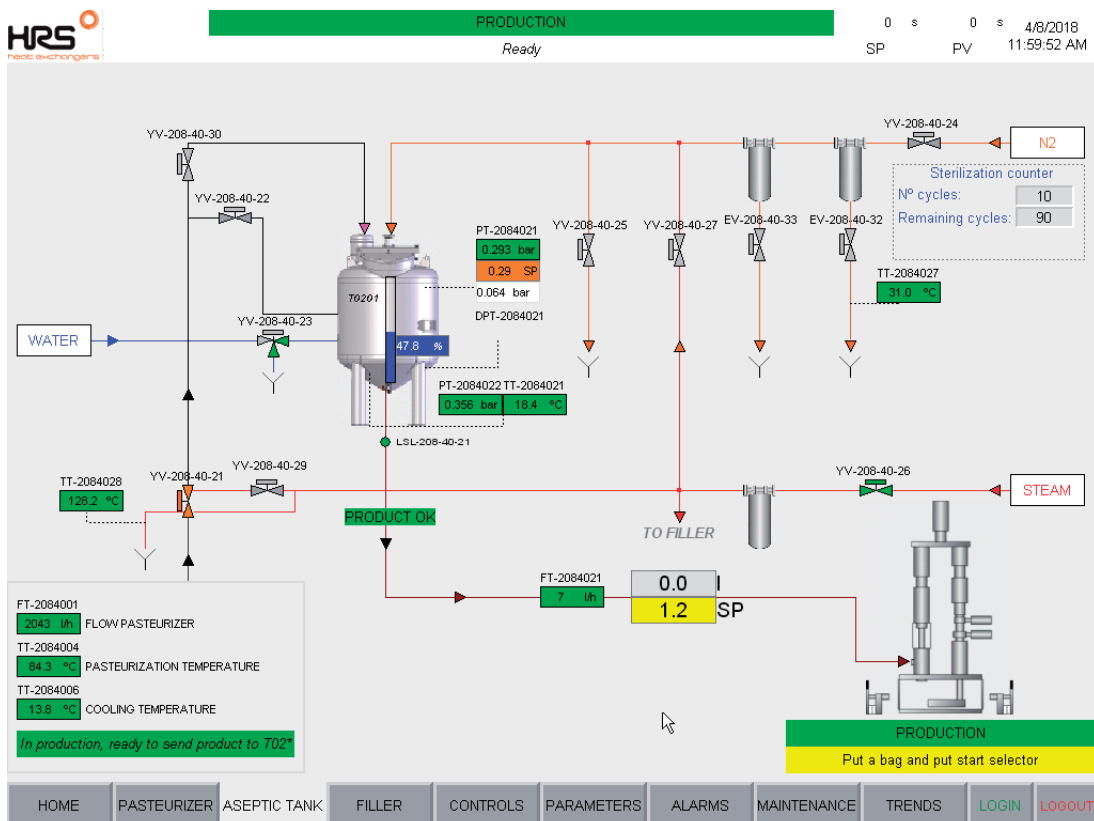 HRS
heat exchangers
PRODUCTION
Ready
0 s 0 s
SP PV
4/8/2018
11:59:52 AM
YV-208-40-30
YV-208-40-24
N2
Sterilization counter
Nº cycles: 10
Remaining cycles: 90
YV-208-40-22
PT-2084021
0.293 bar
0.29 SP
0.064 bar
DPT-2084021
YV-208-40-25
YV-208-40-27
EV-208-40-33
EV-208-40-32
TT-2084027
31.0 ºC
T0201
WATER
YV-208-40-23
47.8 %
PT-2084022 TT-2084021
0.356 bar 18.4 ºC
LSL-208-40-21
YV-208-40-21
YV-208-40-29
TT-2084028
128.2 ºC
YV-208-40-26
STEAM
PRODUCT OK
TO FILLER
FT-2084021
7 l/h
0.0 l
1.2 SP
FT-2084001
2043 l/h FLOW PASTEURIZER
TT-2084004
84.3 ºC PASTEURIZATION TEMPERATURE
TT-2084006
13.8 ºC COOLING TEMPERATURE
In production, ready to send product to T02*
PRODUCTION
Put a bag and put start selector
HOME PASTEURIZER ASEPTIC TANK FILLER CONTROLS PARAMETERS ALARMS MAINTENANCE TRENDS LOGIN LOGOUT